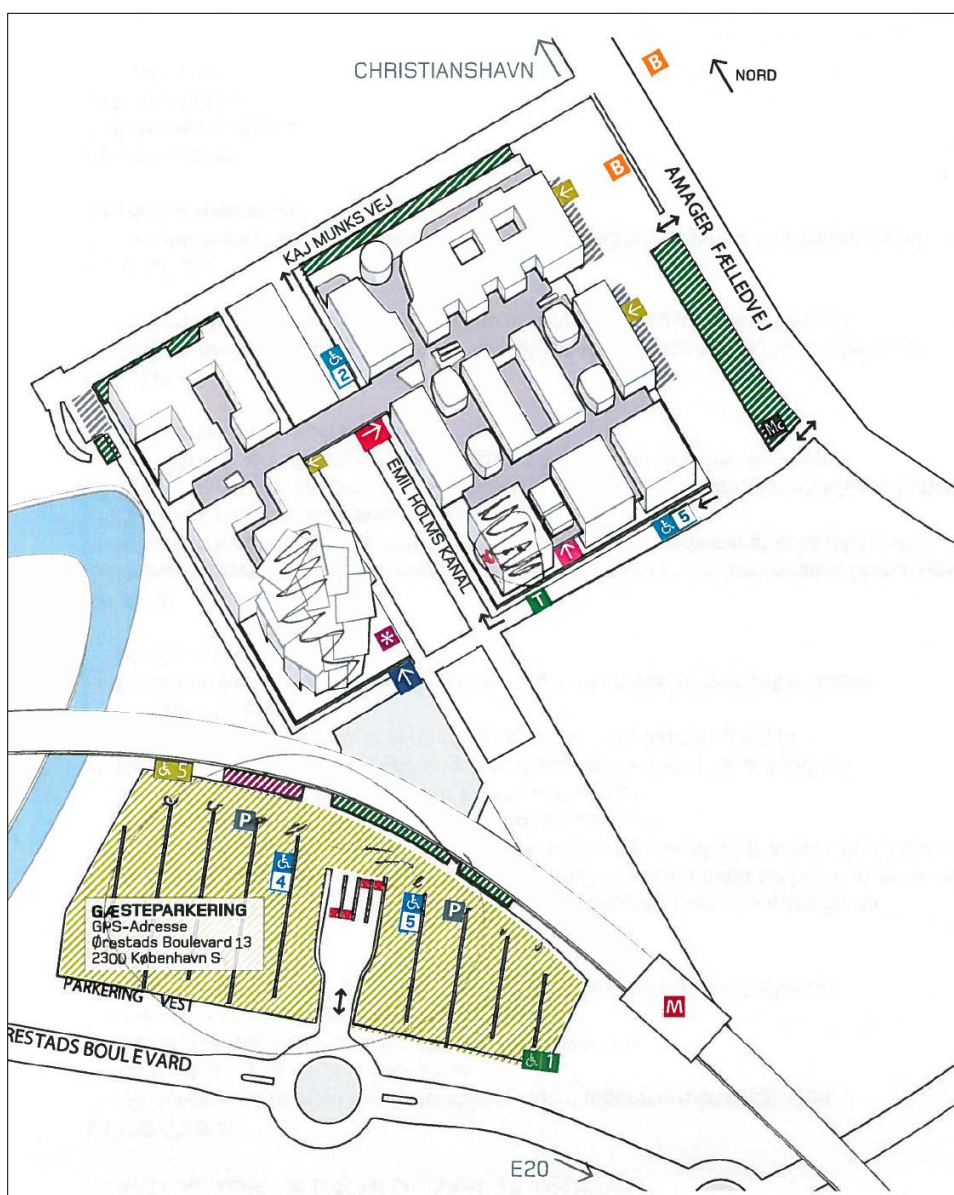 CHRISTIANSHAVN
B
NORD
B
AMAGER FÆLLEDVEJ
KAJ MUNKS VEJ
2
Mc
EMIL HOLMS KANAL
5
T
*
5
P
4
5
P
GÆSTEPARKERING
GPS-Adresse
Ørestads Boulevard 13
2300 København S
PARKERING VEST
M
RESTADS BOULEVARD
1
E20